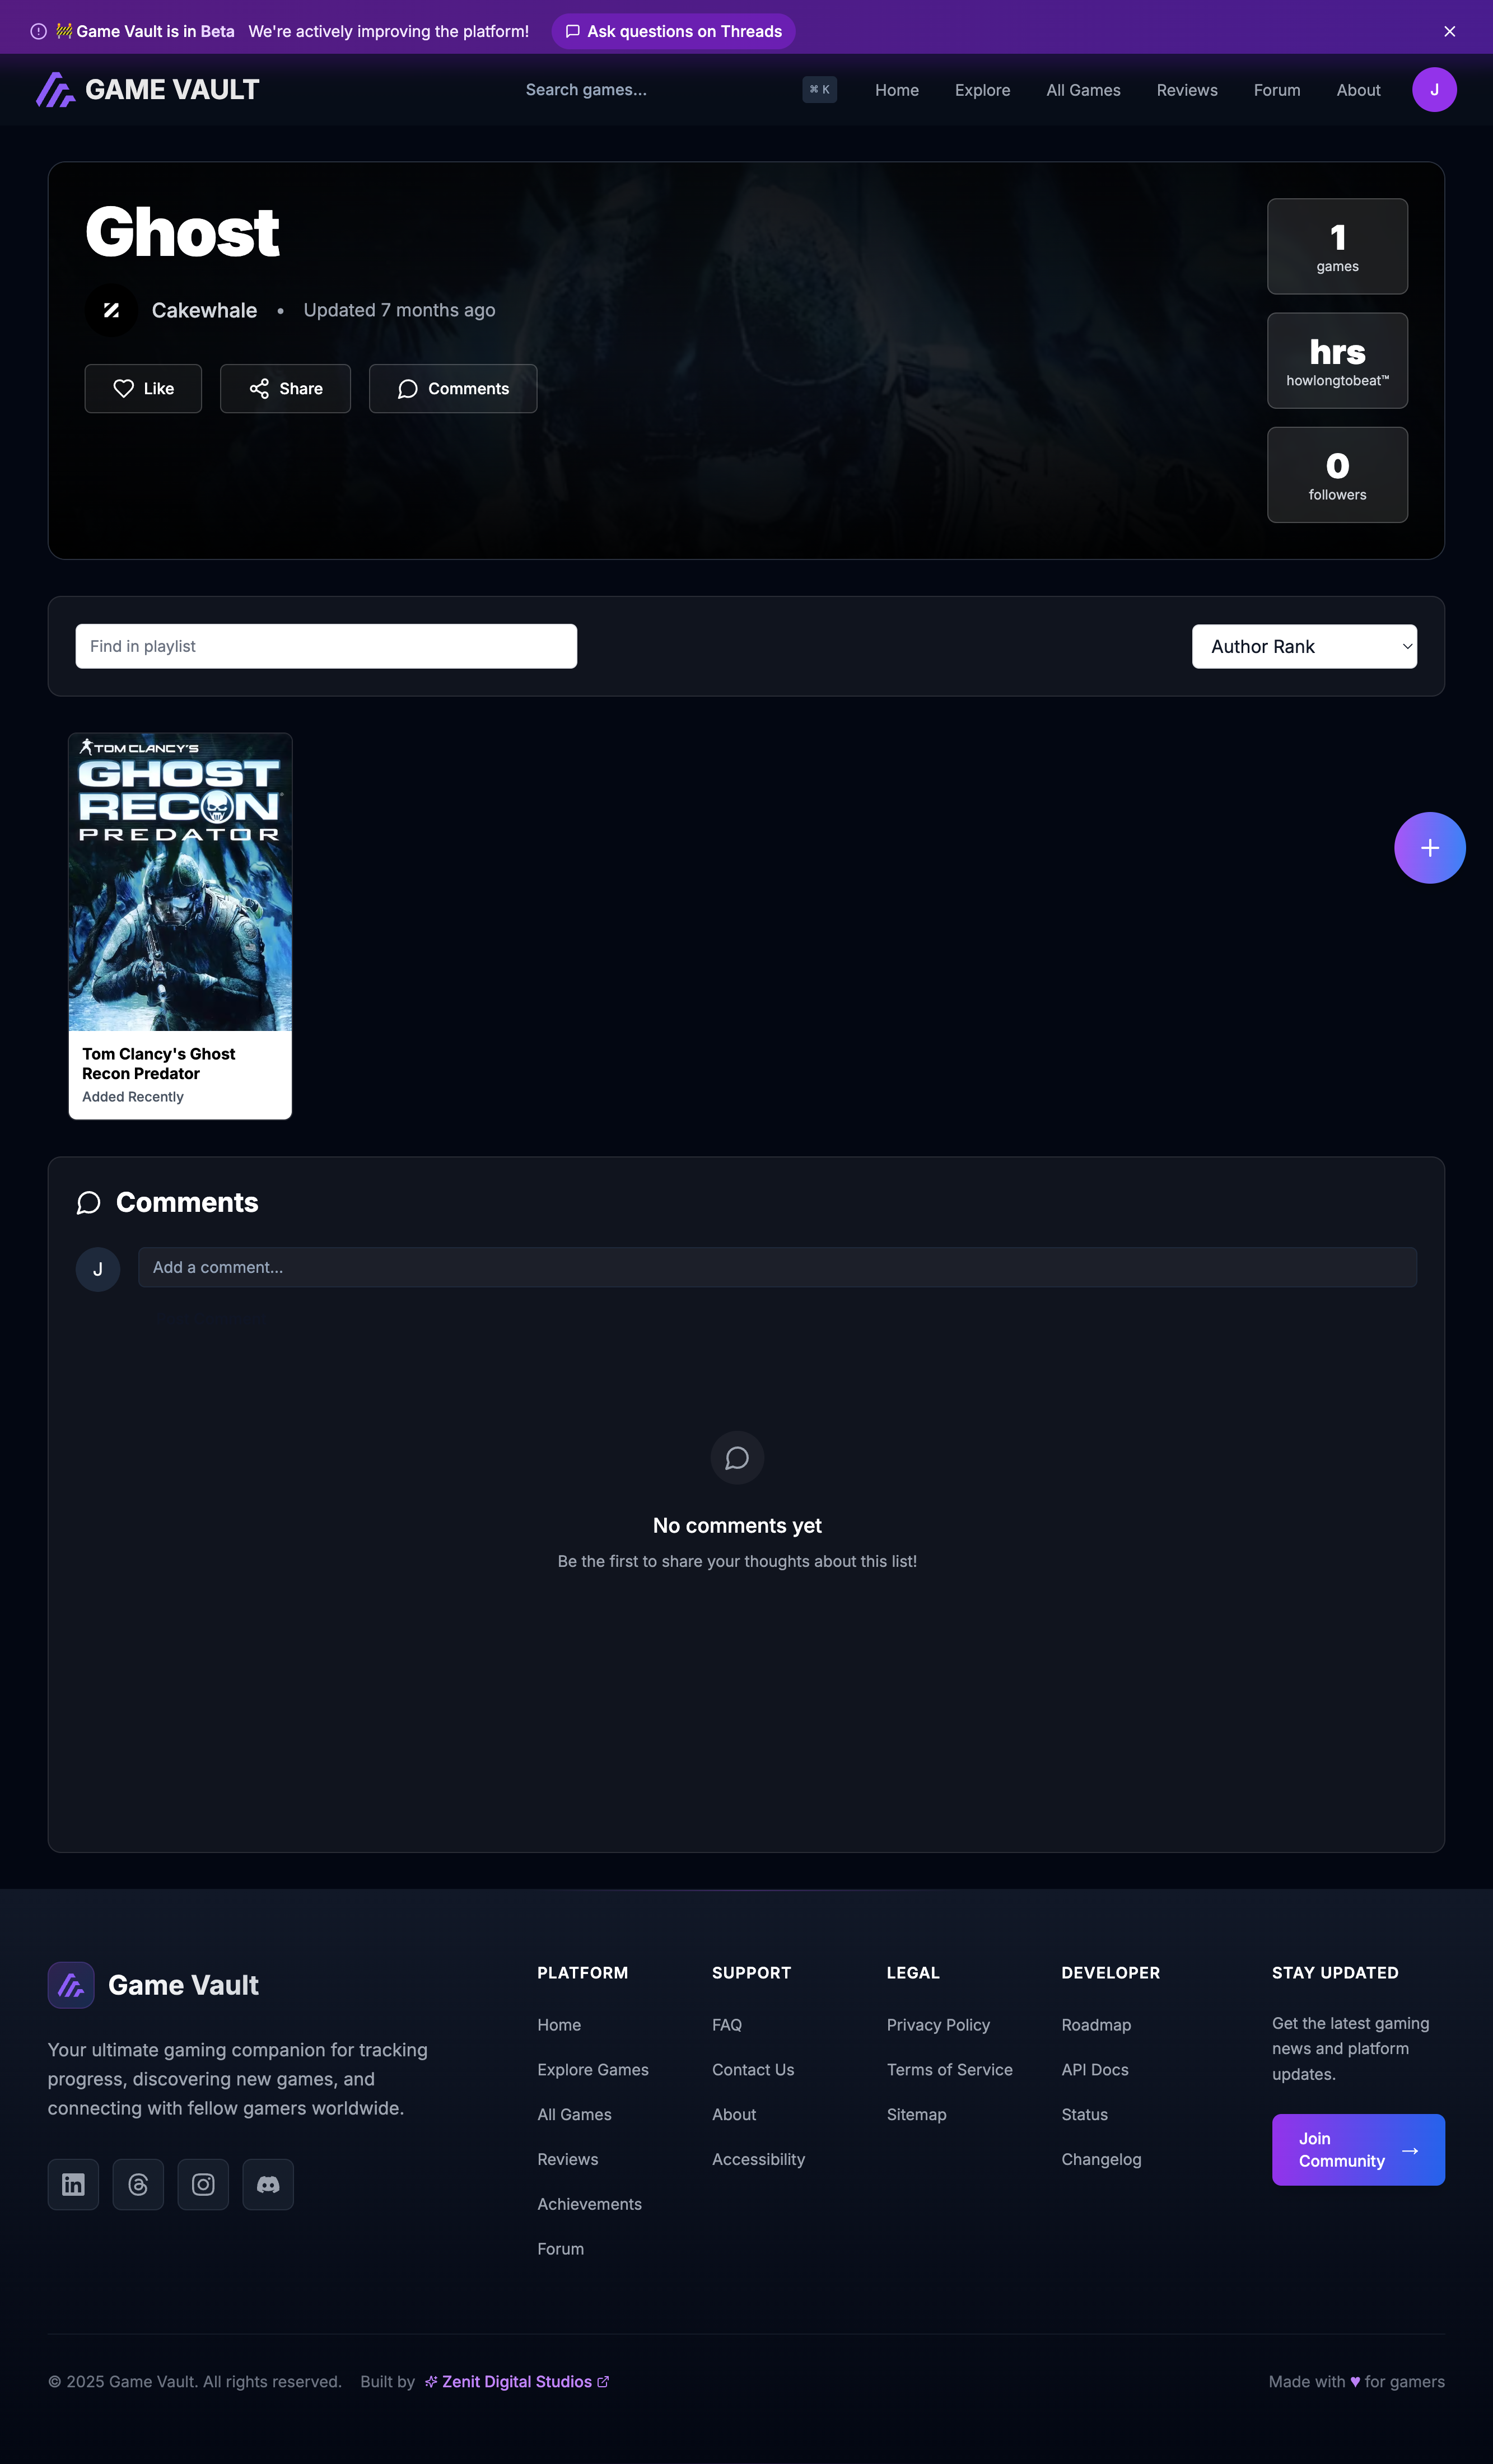 🚧 Game Vault is in Beta We're actively improving the platform! Ask questions on Threads
GAME VAULT
Search games...
⌘ K
Home Explore All Games Reviews Forum About
J
Ghost
Cakewhale • Updated 7 months ago
Like Share Comments
1
games
hrs
howlongtobeat™
0
followers
Find in playlist
Author Rank
TOM CLANCY'S
GHOST
RECON
PREDATOR
Tom Clancy's Ghost
Recon Predator
Added Recently
Comments
J
Add a comment...
No comments yet
Be the first to share your thoughts about this list!
Game Vault
Your ultimate gaming companion for tracking
progress, discovering new games, and
connecting with fellow gamers worldwide.
PLATFORM
Home
Explore Games
All Games
Reviews
Achievements
Forum
SUPPORT
FAQ
Contact Us
About
Accessibility
LEGAL
Privacy Policy
Terms of Service
Sitemap
DEVELOPER
Roadmap
API Docs
Status
Changelog
STAY UPDATED
Get the latest gaming
news and platform
updates.
Join
Community →
© 2025 Game Vault. All rights reserved. Built by Zenit Digital Studios
Made with ♥ for gamers